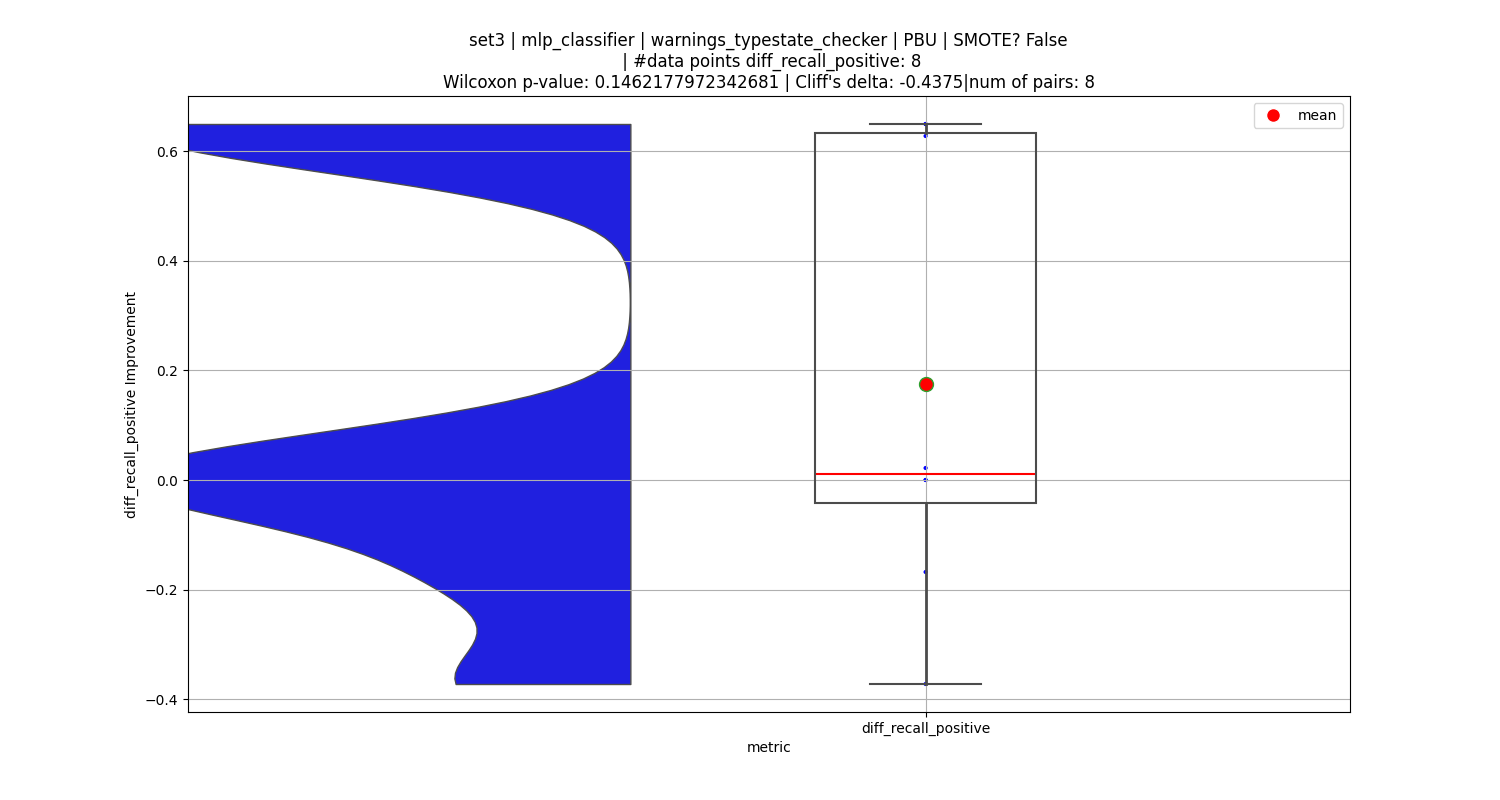 set3 | mlp_classifier | warnings_typestate_checker | PBU | SMOTE? False
| #data points diff_recall_positive: 8
Wilcoxon p-value: 0.1462177972342681 | Cliff's delta: -0.4375|num of pairs: 8
mean
0.6
0.4
0.2
0.0
−0.2
−0.4
diff_recall_positive Improvement
diff_recall_positive
metric